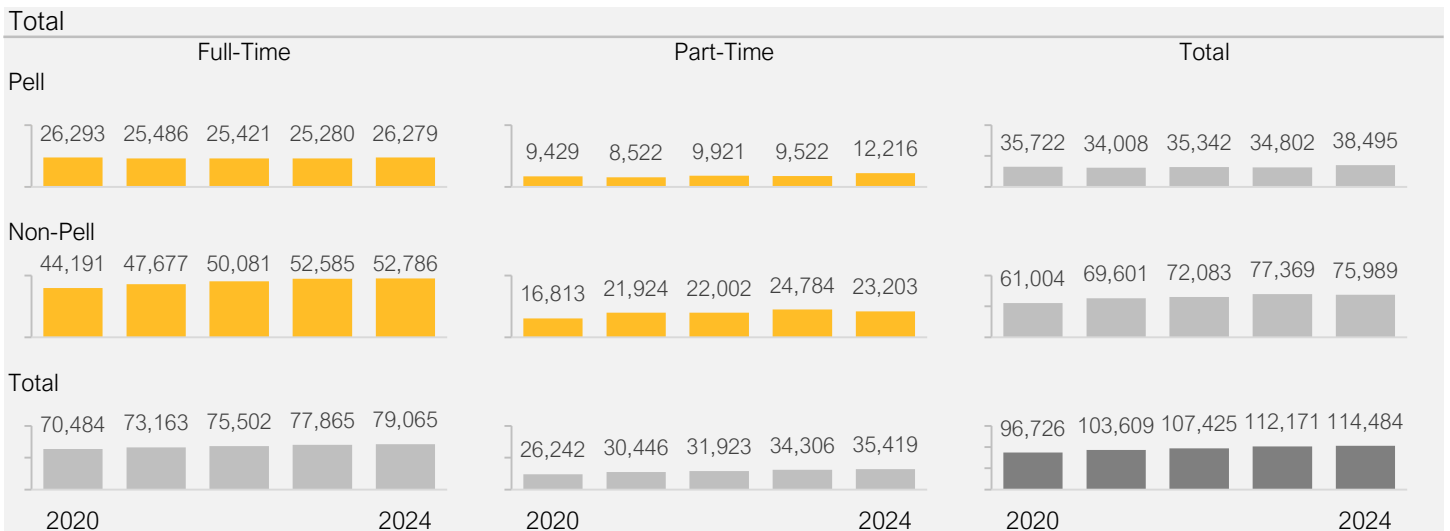 Total
Full-Time Part-Time Total
Pell
26,293 25,486 25,421 25,280 26,279
9,429 8,522 9,921 9,522 12,216
35,722 34,008 35,342 34,802 38,495
Non-Pell
44,191 47,677 50,081 52,585 52,786
16,813 21,924 22,002 24,784 23,203
61,004 69,601 72,083 77,369 75,989
Total
70,484 73,163 75,502 77,865 79,065
26,242 30,446 31,923 34,306 35,419
96,726 103,609 107,425 112,171 114,484
2020 2024 2020 2024 2020 2024